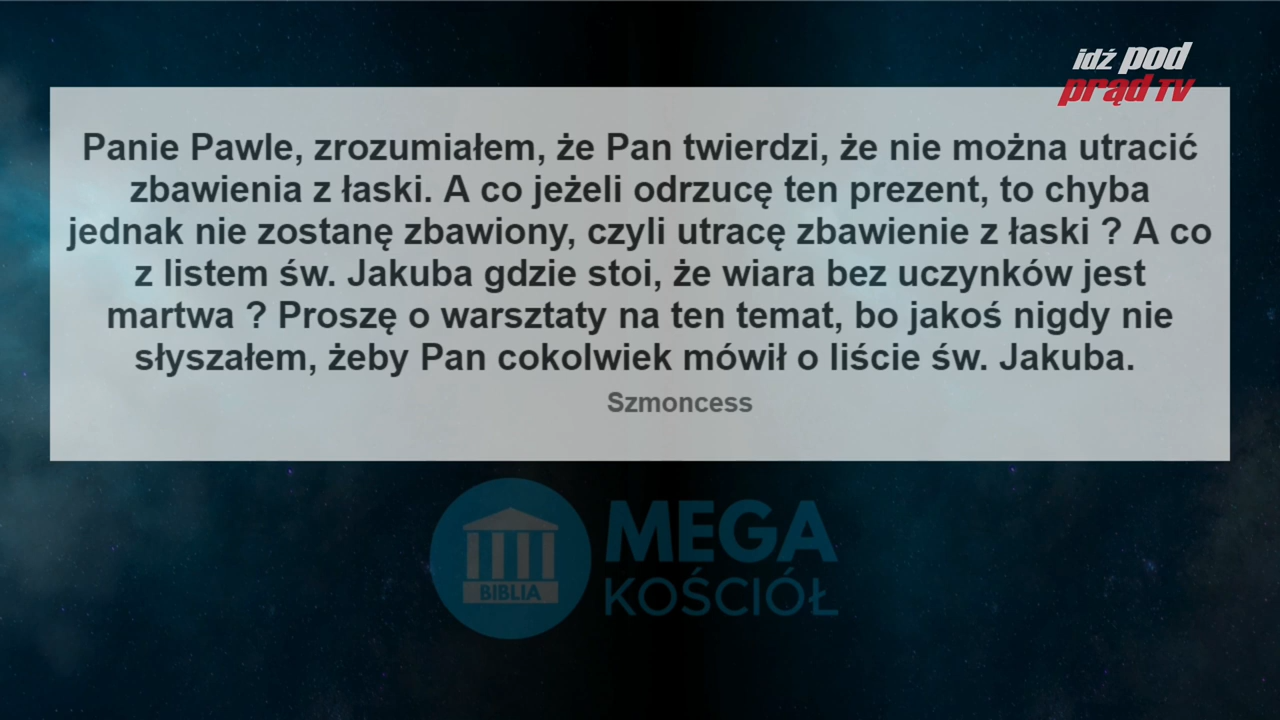 idź pod
prąd TV
Panie Pawle, zrozumiałem, że Pan twierdzi, że nie można utracić
zbawienia z łaski. A co jeżeli odrzucę ten prezent, to chyba
jednak nie zostanę zbawiony, czyli utracę zbawienie z łaski ? A co
z listem św. Jakuba gdzie stoi, że wiara bez uczynków jest
martwa ? Proszę o warsztaty na ten temat, bo jakoś nigdy nie
słyszałem, żeby Pan cokolwiek mówił o liście św. Jakuba.
Szmoncess
BIBLIA
MEGA
KOŚCIÓŁ